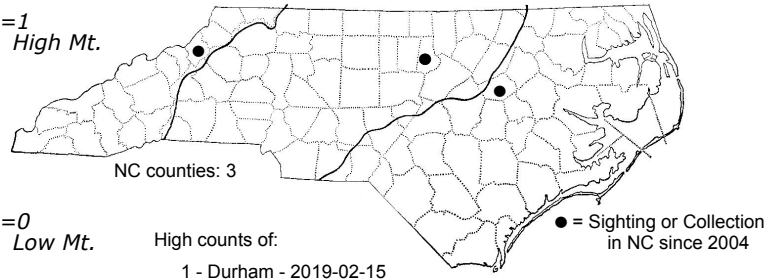 =1
High Mt.
NC counties: 3
=0
Low Mt.
High counts of:
1 - Durham - 2019-02-15
● = Sighting or Collection
in NC since 2004